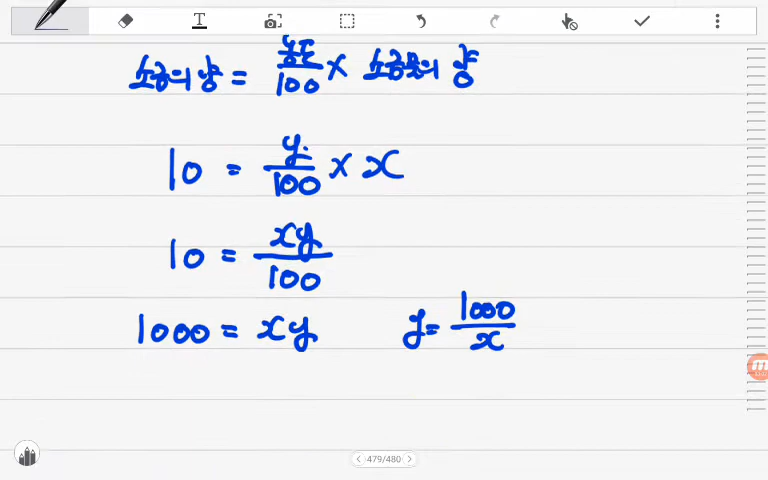 소금의 양 = 농도/100 × 소금물의 양
10 = y/100 × x
10 = xy/100
1000 = xy y = 1000/x
479/480